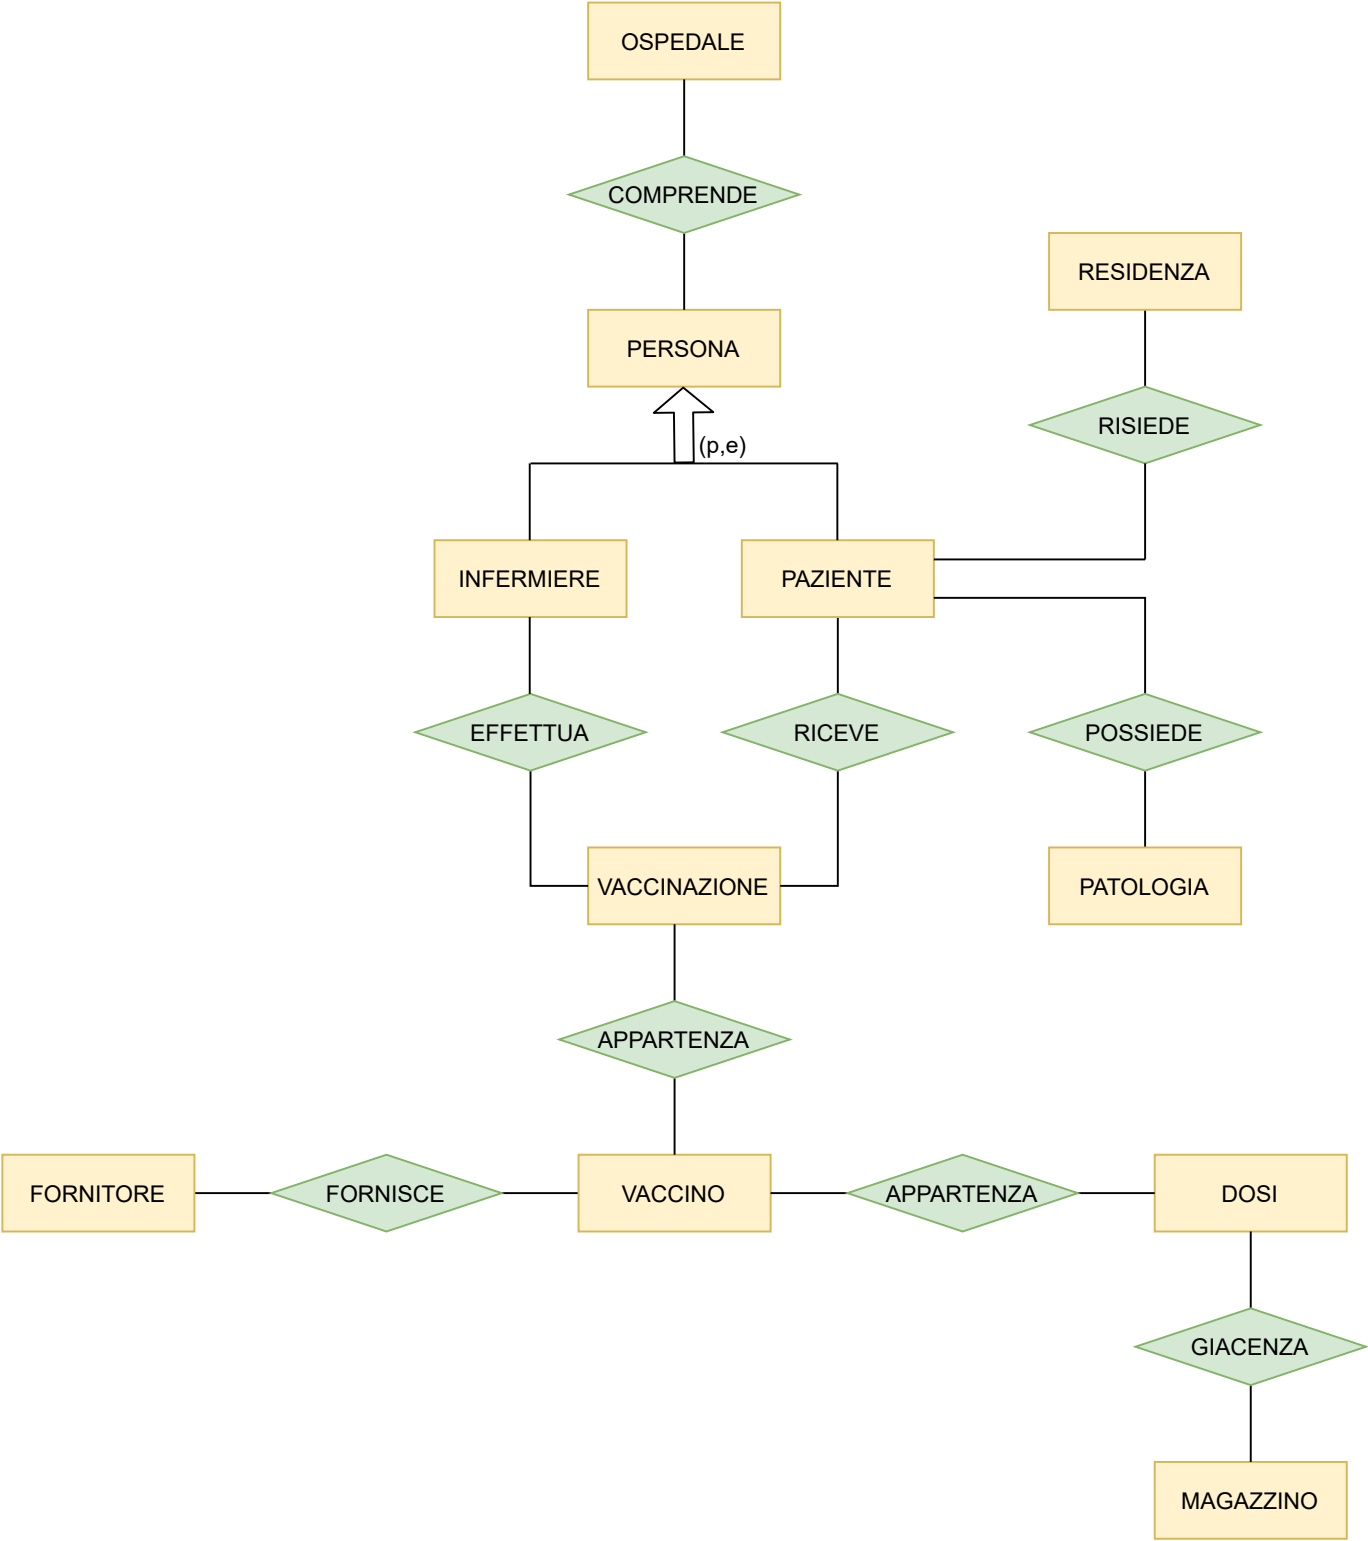 OSPEDALE
COMPRENDE
RESIDENZA
PERSONA
RISIEDE
(p,e)
INFERMIERE
PAZIENTE
EFFETTUA
RICEVE
POSSIEDE
VACCINAZIONE
PATOLOGIA
APPARTENZA
FORNITORE
FORNISCE
VACCINO
APPARTENZA
DOSI
GIACENZA
MAGAZZINO